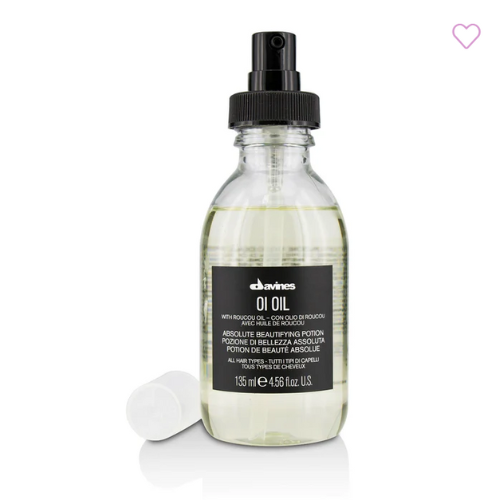 davines
OI OIL
WITH ROUCOU OIL – CON OLIO DI ROUCOU
AVEC HUILE DE ROUCOU
ABSOLUTE BEAUTIFYING POTION
POZIONE DI BELLEZZA ASSOLUTA
POTION DE BEAUTÉ ABSOLUE
ALL HAIR TYPES - TUTTI I TIPI DI CAPELLI
TOUS TYPES DE CHEVEUX
135 ml ℮ 4.56 fl.oz. U.S.